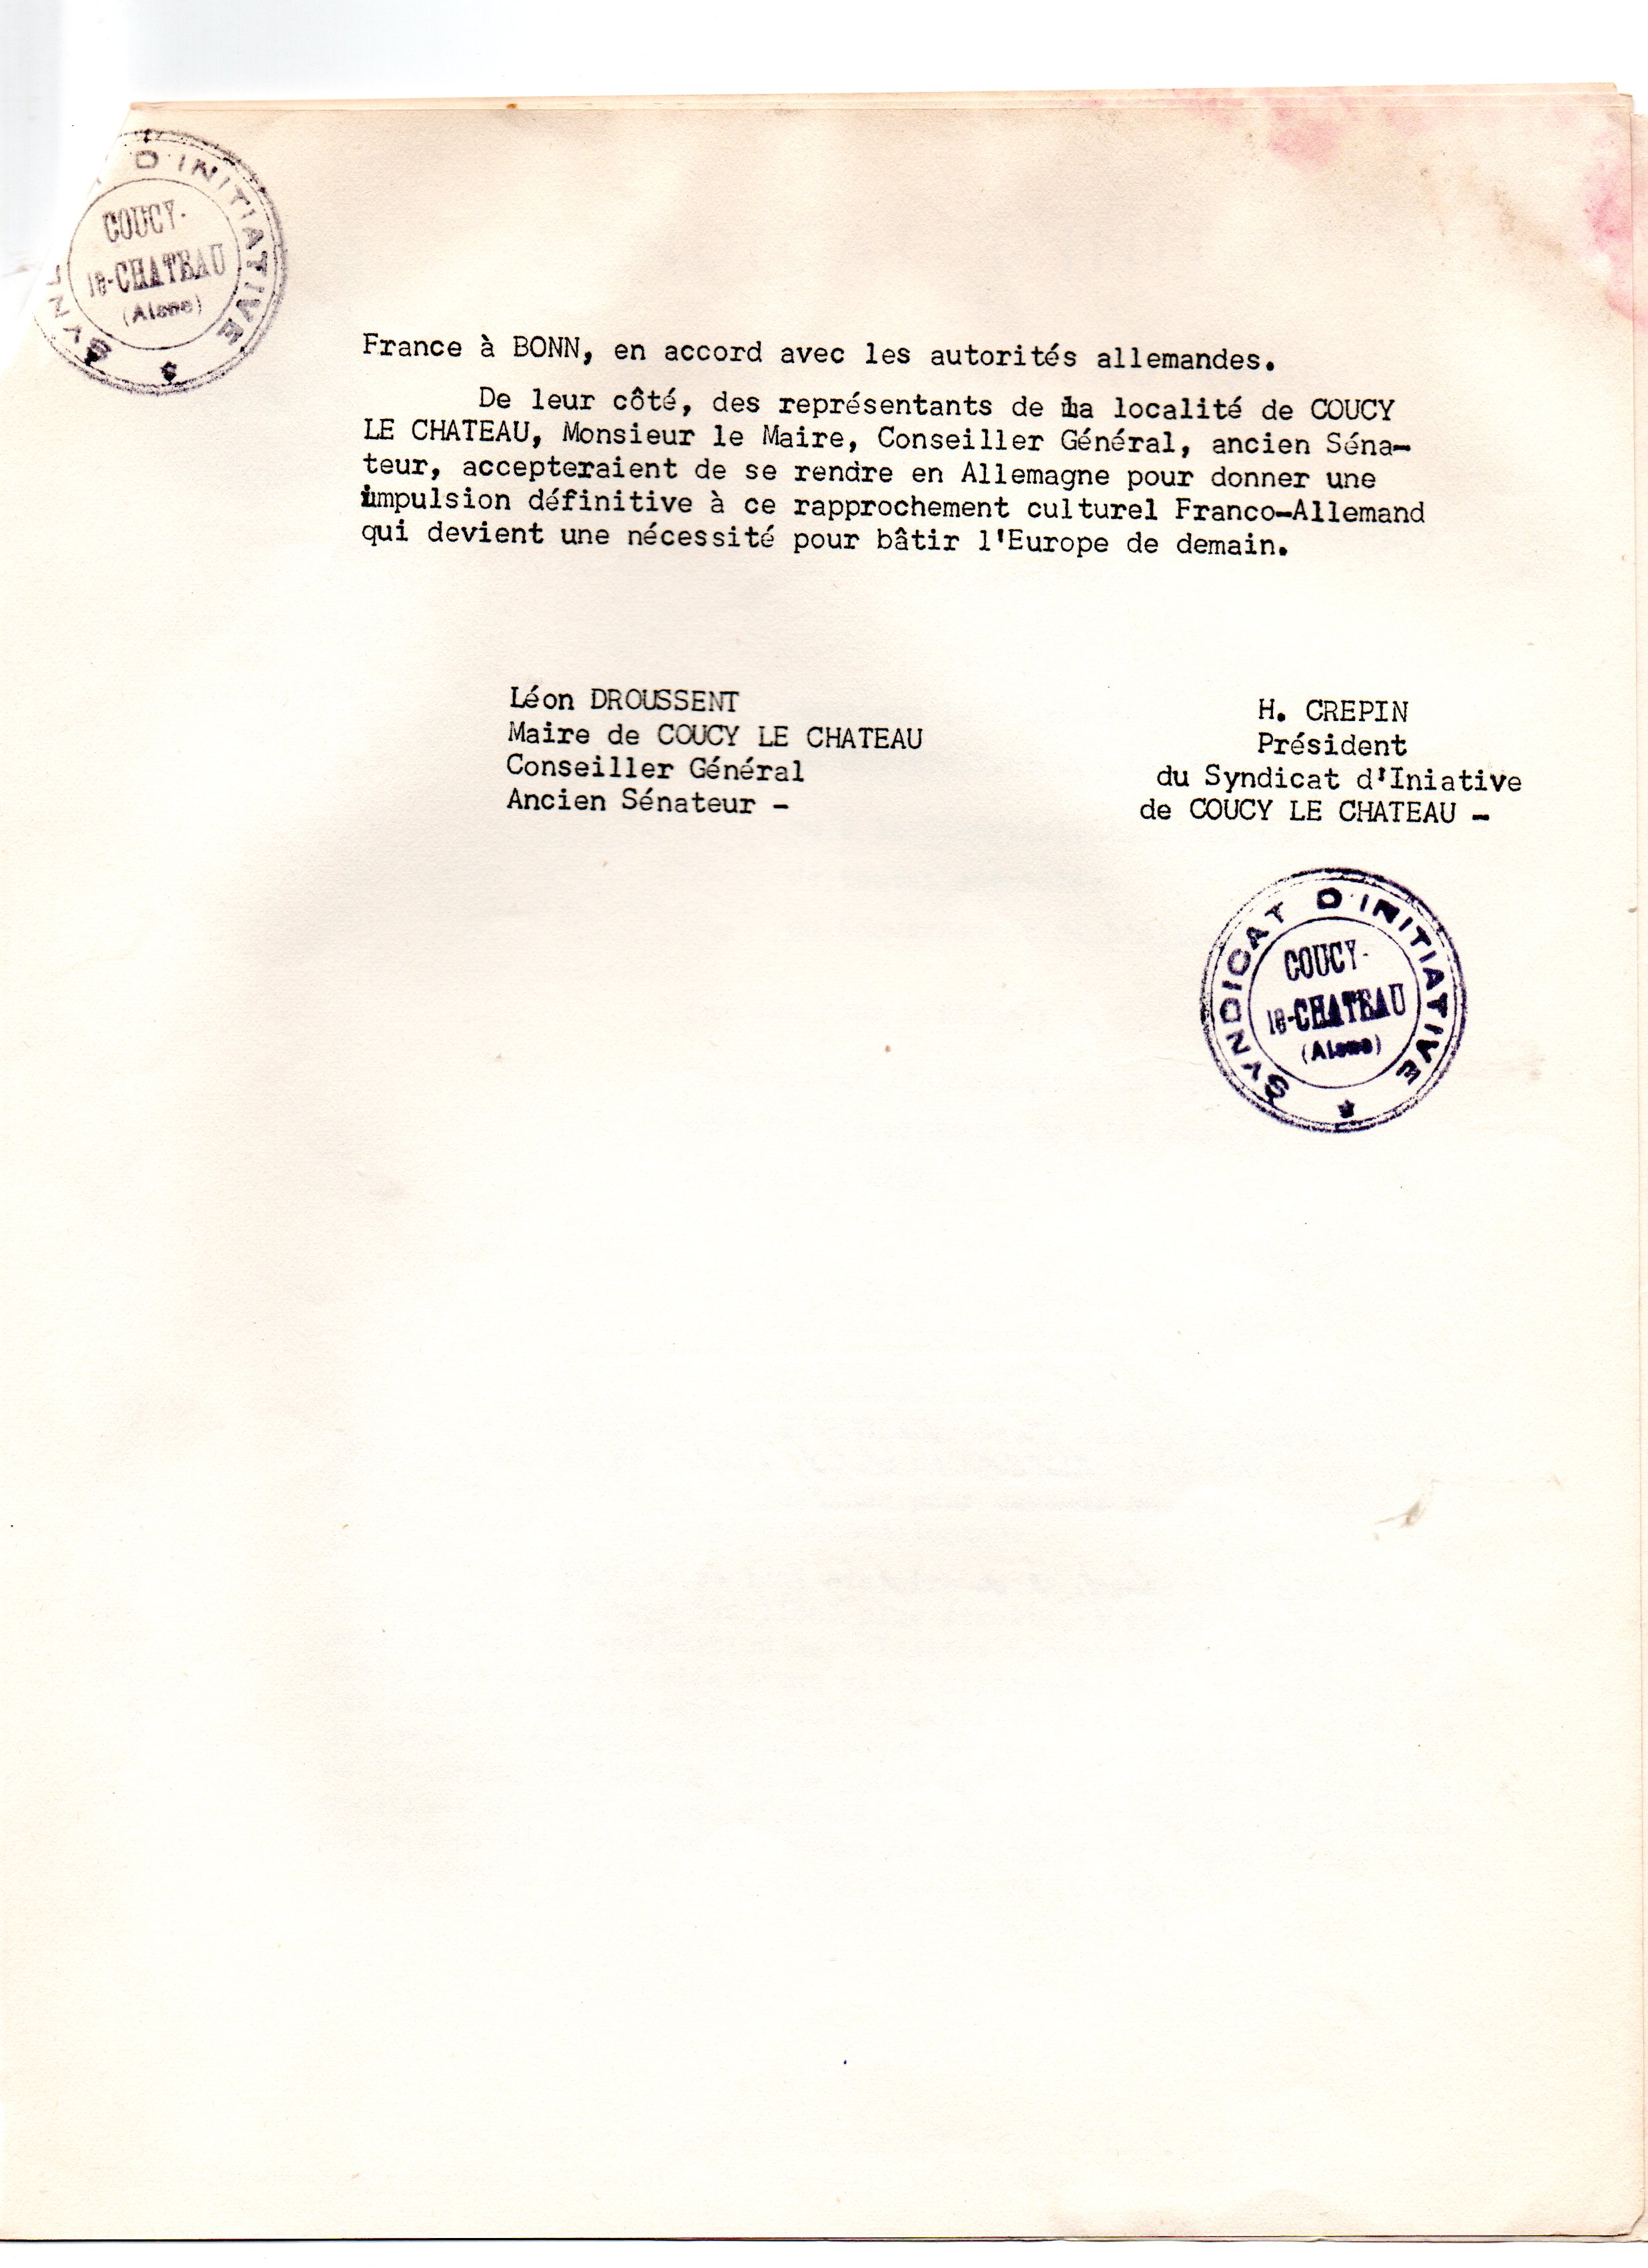 D'INITIATIVE
COUCY-
le-CHATEAU
(Aisne)
France à BONN, en accord avec les autorités allemandes.
De leur côté, des représentants de la localité de COUCY
LE CHATEAU, Monsieur le Maire, Conseiller Général, ancien Séna-
teur, accepteraient de se rendre en Allemagne pour donner une
impulsion définitive à ce rapprochement culturel Franco-Allemand
qui devient une nécessité pour bâtir l'Europe de demain.
Léon DROUSSENT
Maire de COUCY LE CHATEAU
Conseiller Général
Ancien Sénateur -
H. CREPIN
Président
du Syndicat d'Iniative
de COUCY LE CHATEAU -
SYNDICAT D'INITIATIVE
COUCY-
le-CHATEAU
(Aisne)